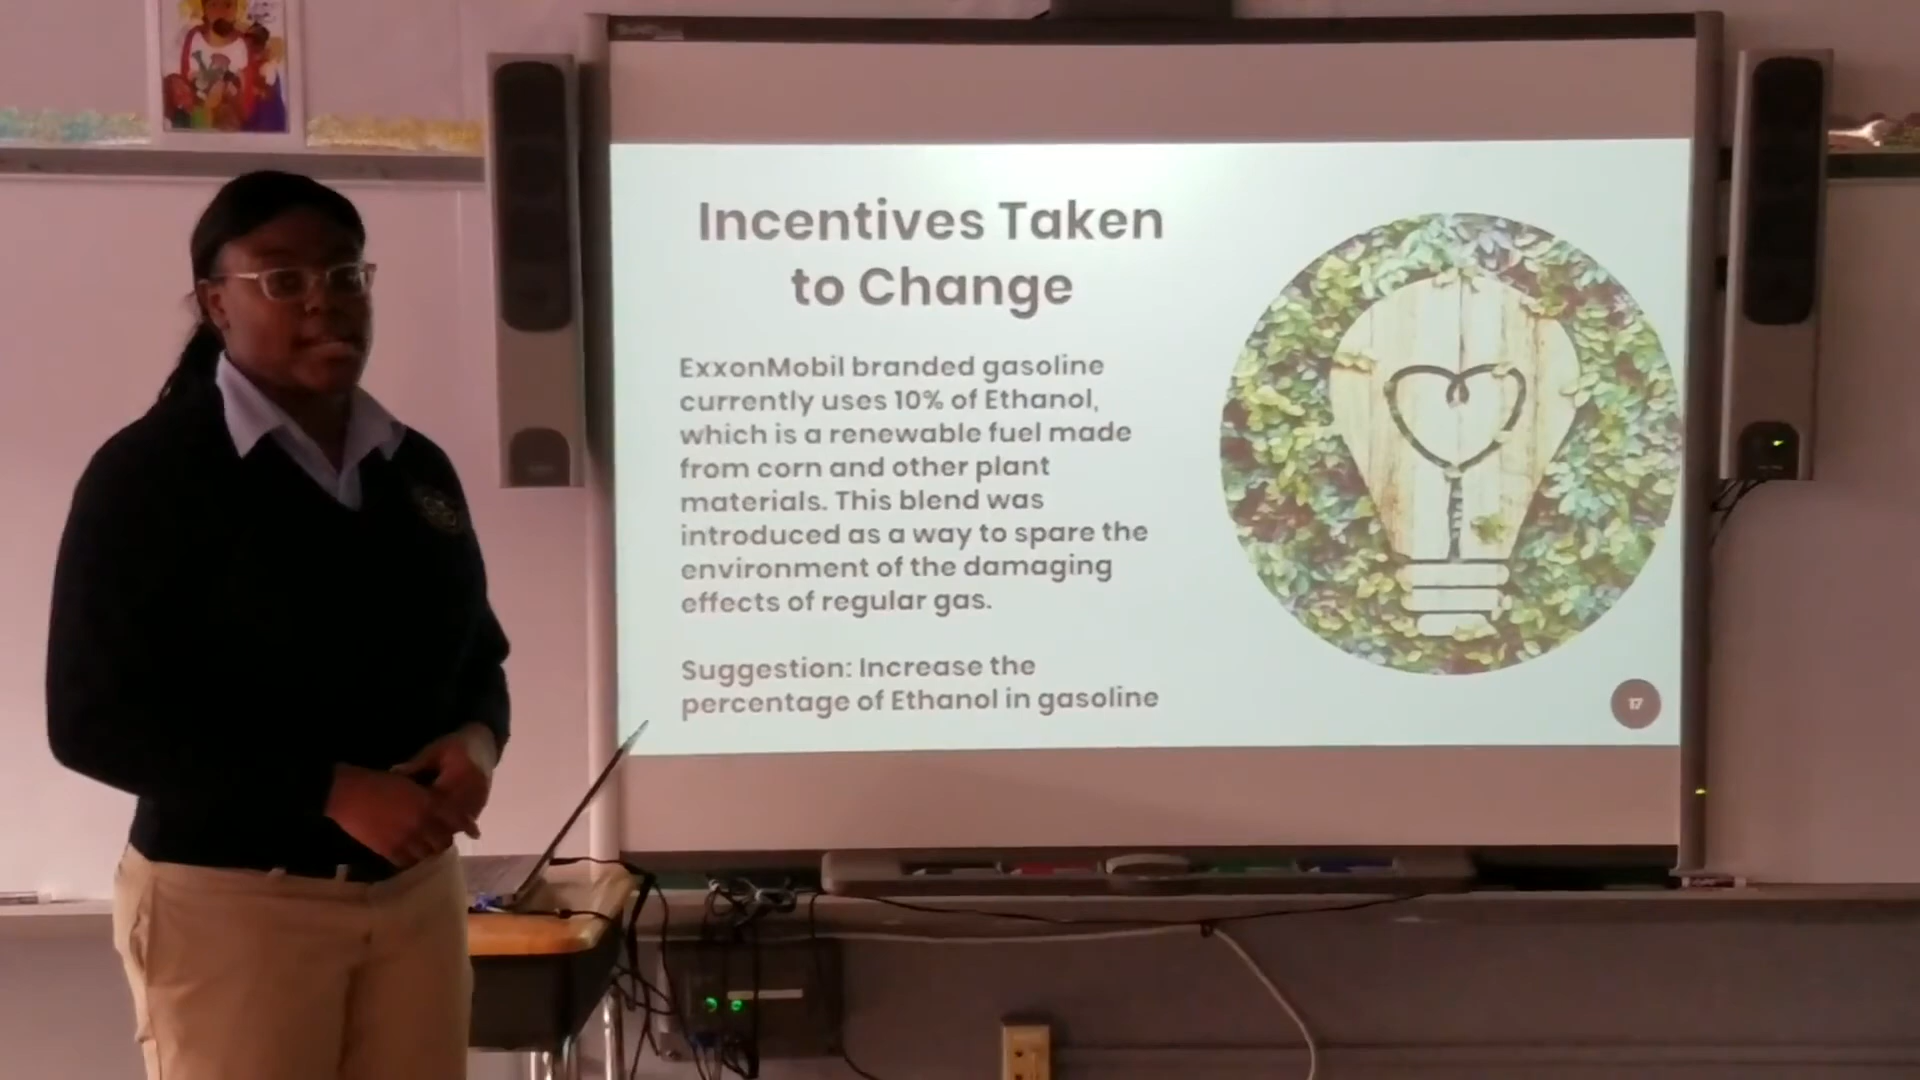 Incentives Taken
to Change
ExxonMobil branded gasoline
currently uses 10% of Ethanol,
which is a renewable fuel made
from corn and other plant
materials. This blend was
introduced as a way to spare the
environment of the damaging
effects of regular gas.
Suggestion: Increase the
percentage of Ethanol in gasoline
17